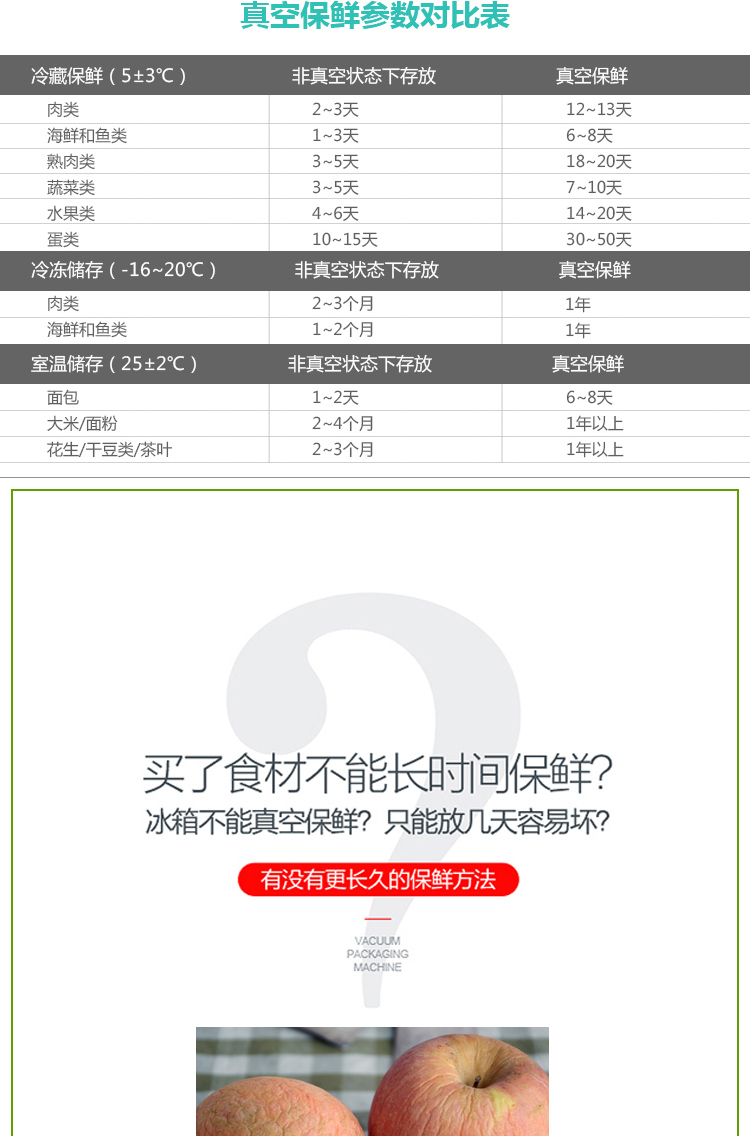 真空保鲜参数对比表
冷藏保鲜（5±3℃） 非真空状态下存放 真空保鲜
肉类 2~3天 12~13天
海鲜和鱼类 1~3天 6~8天
熟肉类 3~5天 18~20天
蔬菜类 3~5天 7~10天
水果类 4~6天 14~20天
蛋类 10~15天 30~50天
冷冻储存（-16~20℃） 非真空状态下存放 真空保鲜
肉类 2~3个月 1年
海鲜和鱼类 1~2个月 1年
室温储存（25±2℃） 非真空状态下存放 真空保鲜
面包 1~2天 6~8天
大米/面粉 2~4个月 1年以上
花生/干豆类/茶叶 2~3个月 1年以上
买了食材不能长时间保鲜?
冰箱不能真空保鲜? 只能放几天容易坏?
有没有更长久的保鲜方法
VACUUM
PACKAGING
MACHINE